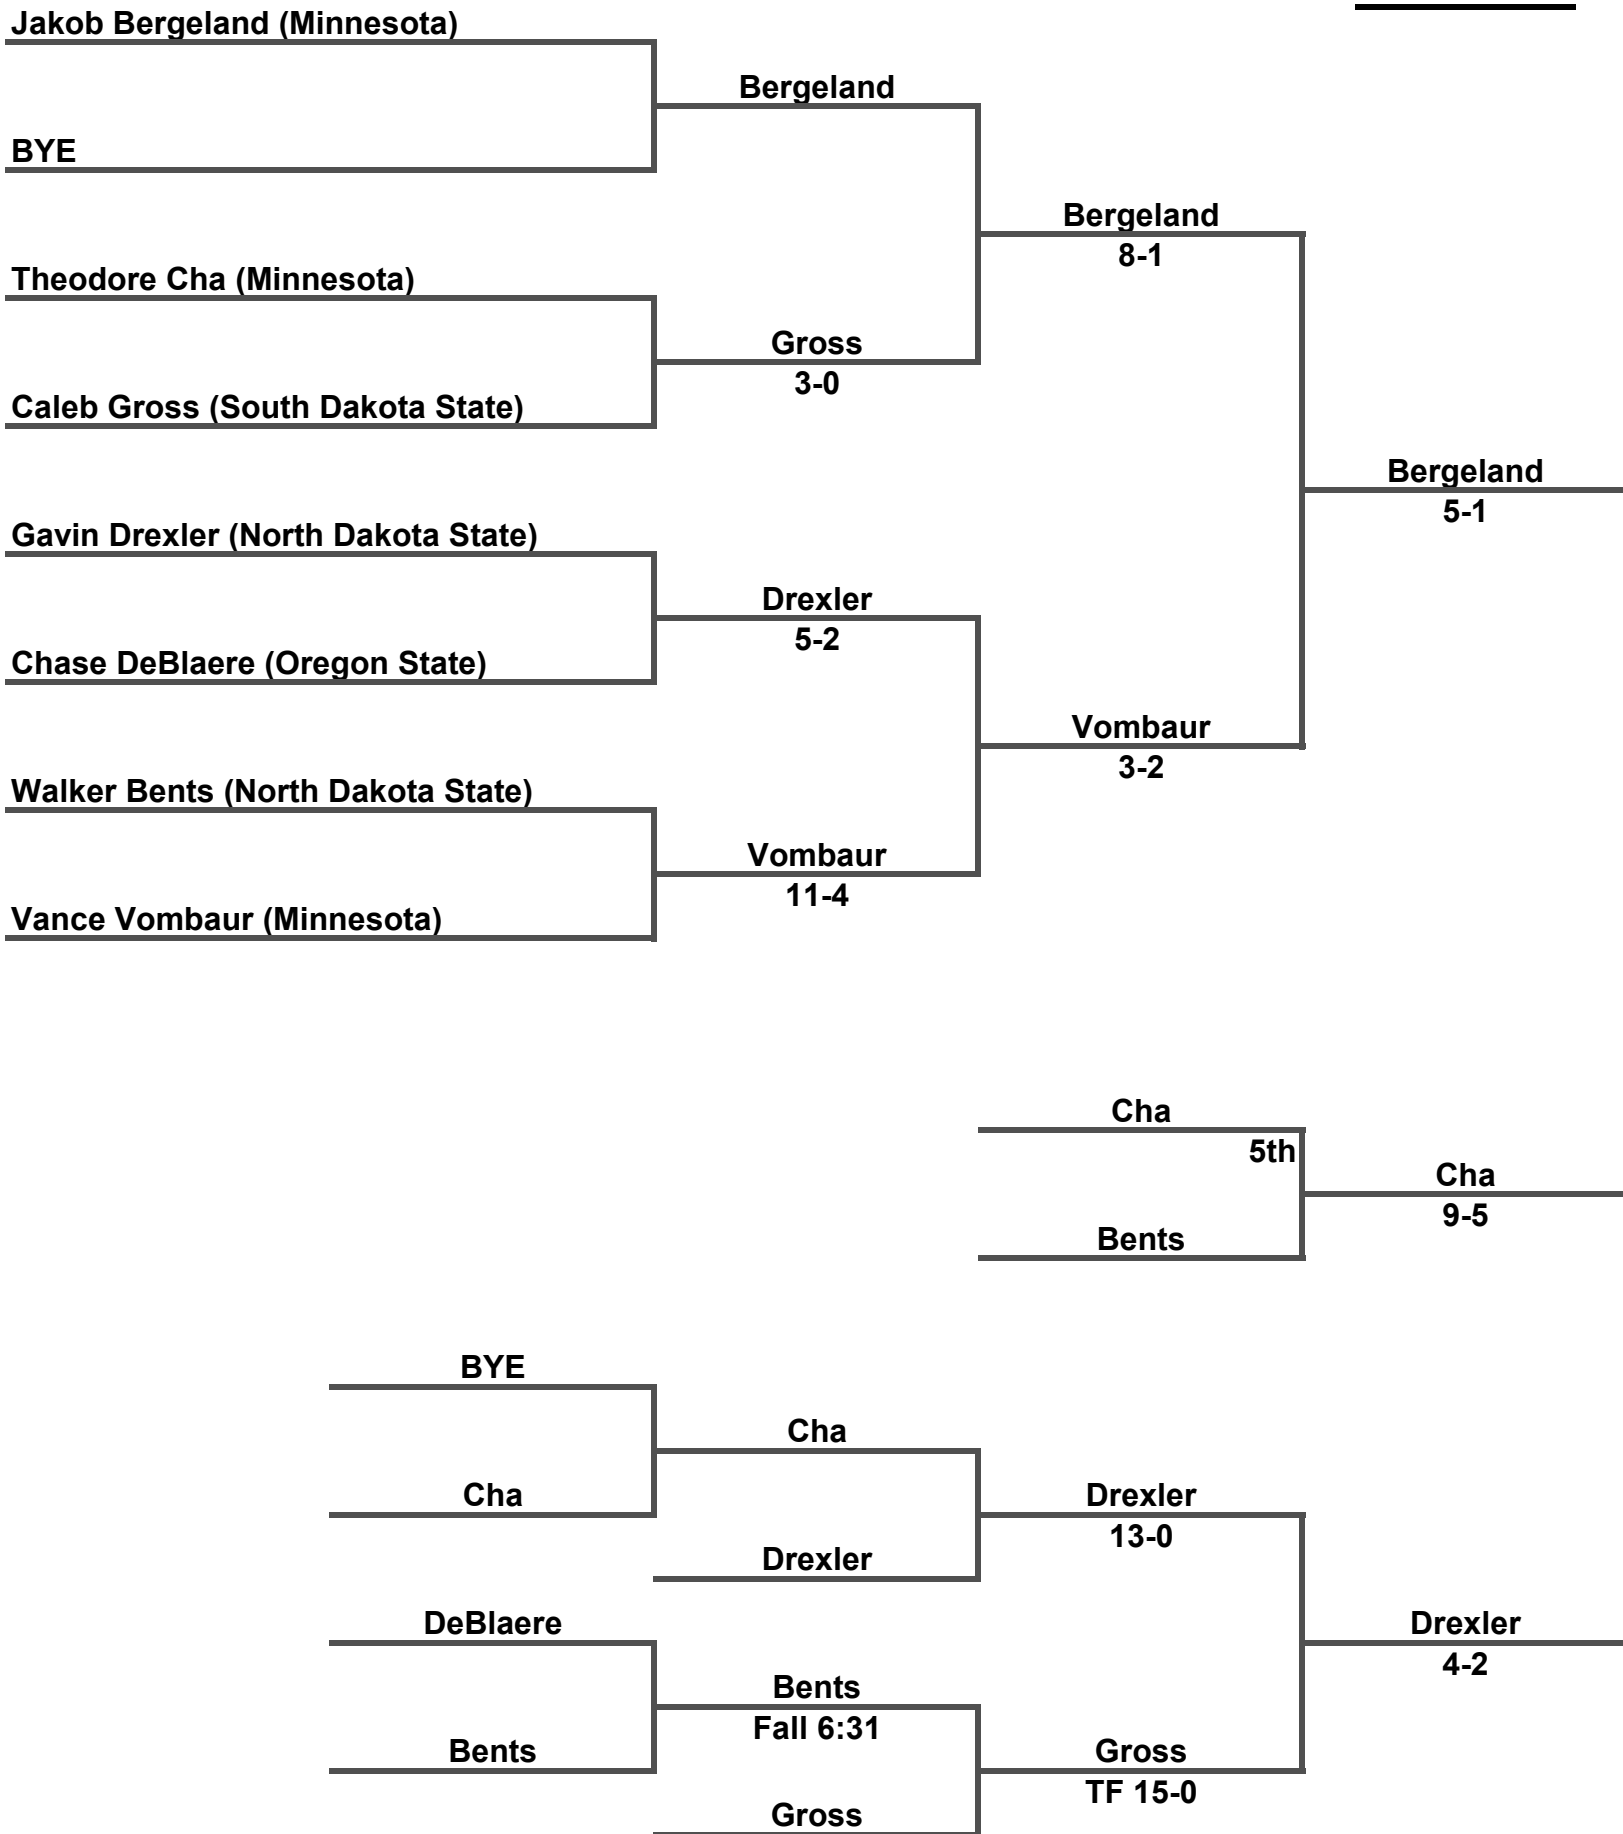 Jakob Bergeland (Minnesota)
Bergeland
BYE
Bergeland
8-1
Theodore Cha (Minnesota)
Gross
3-0
Caleb Gross (South Dakota State)
Bergeland
5-1
Gavin Drexler (North Dakota State)
Drexler
5-2
Chase DeBlaere (Oregon State)
Vombaur
3-2
Walker Bents (North Dakota State)
Vombaur
11-4
Vance Vombaur (Minnesota)
Cha
5th
Cha
9-5
Bents
BYE
Cha
Cha
Drexler
13-0
Drexler
DeBlaere
Drexler
4-2
Bents
Fall 6:31
Bents
Gross
TF 15-0
Gross